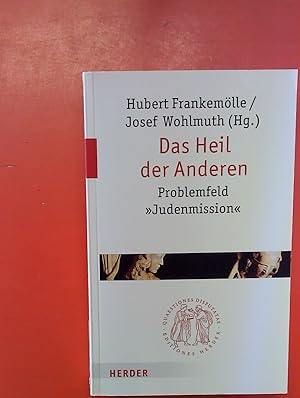 Hubert Frankemölle/
Josef Wohlmuth (Hg.)
Das Heil
der Anderen
Problemfeld
»Judenmission«
QUAESTIONES DISPUTATAE
EDITIONES HERDER
HERDER